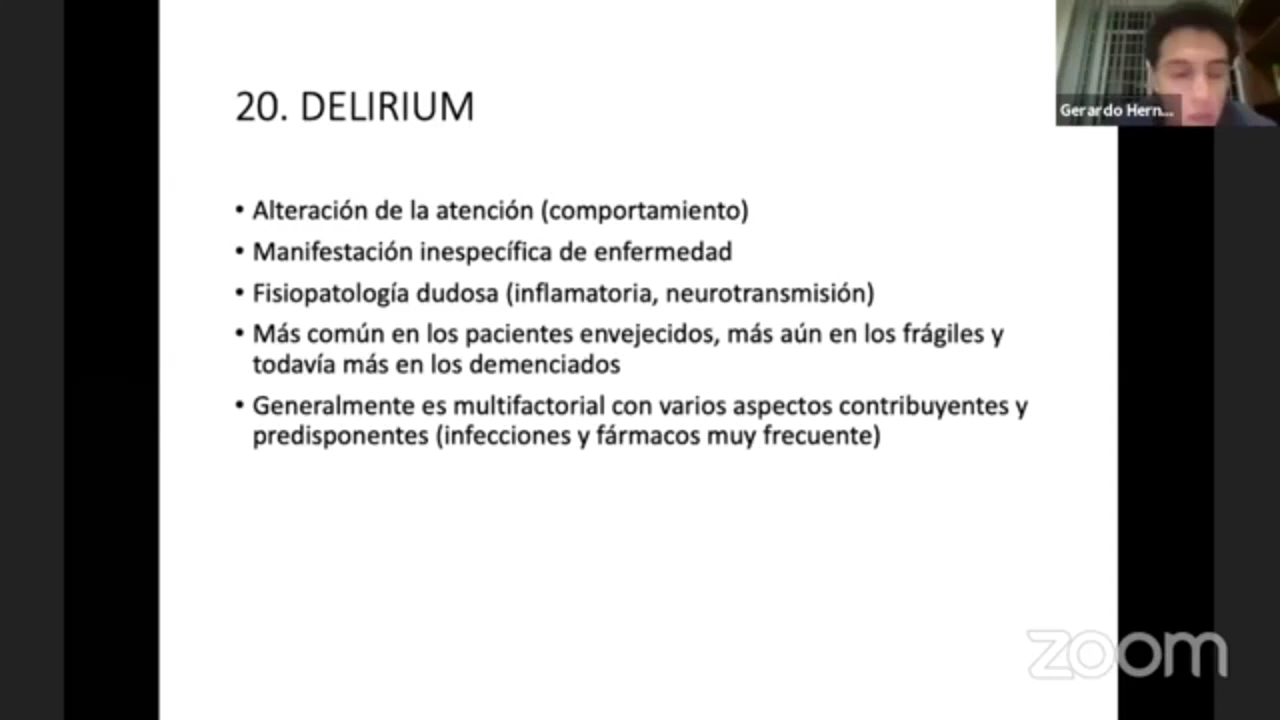 20. DELIRIUM
Gerardo Hern...
• Alteración de la atención (comportamiento)
• Manifestación inespecífica de enfermedad
• Fisiopatología dudosa (inflamatoria, neurotransmisión)
• Más común en los pacientes envejecidos, más aún en los frágiles y
todavía más en los demenciados
• Generalmente es multifactorial con varios aspectos contribuyentes y
predisponentes (infecciones y fármacos muy frecuente)
zoom